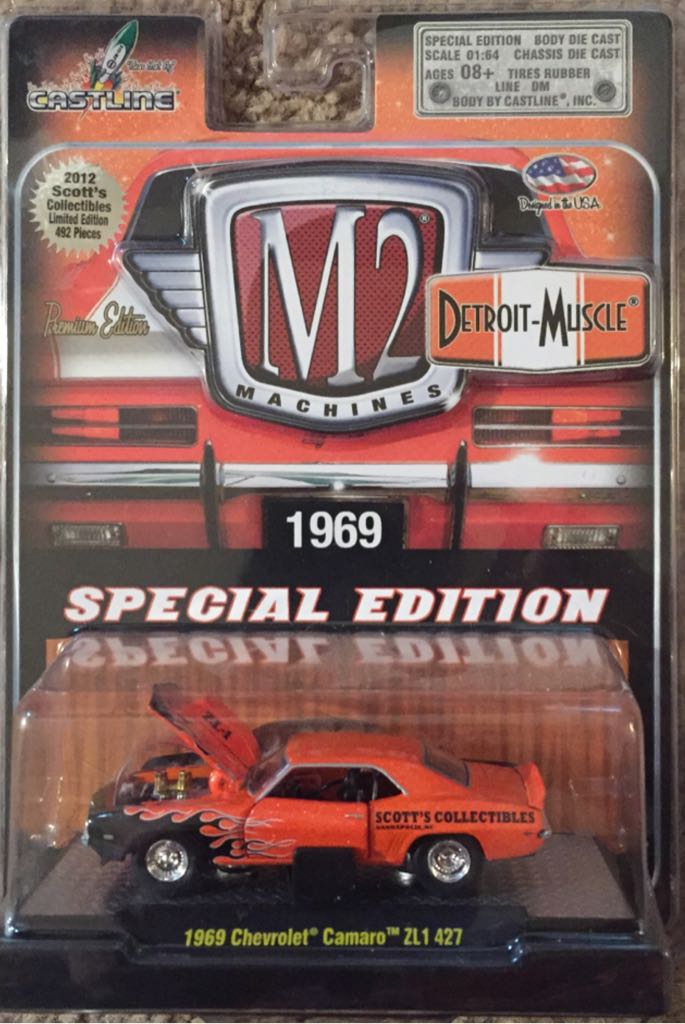 CASTLINE®
SPECIAL EDITION BODY DIE CAST
SCALE 01:64 CHASSIS DIE CAST
AGES 08+ TIRES RUBBER
LINE DM
BODY BY CASTLINE®, INC.
2012
Scott's
Collectibles
Limited Edition
492 Pieces
Designed in the USA
M2®
MACHINES
Premium Edition
DETROIT-MUSCLE®
1969
SPECIAL EDITION
ZL-1
SCOTT'S COLLECTIBLES
1969 Chevrolet® Camaro™ ZL1 427